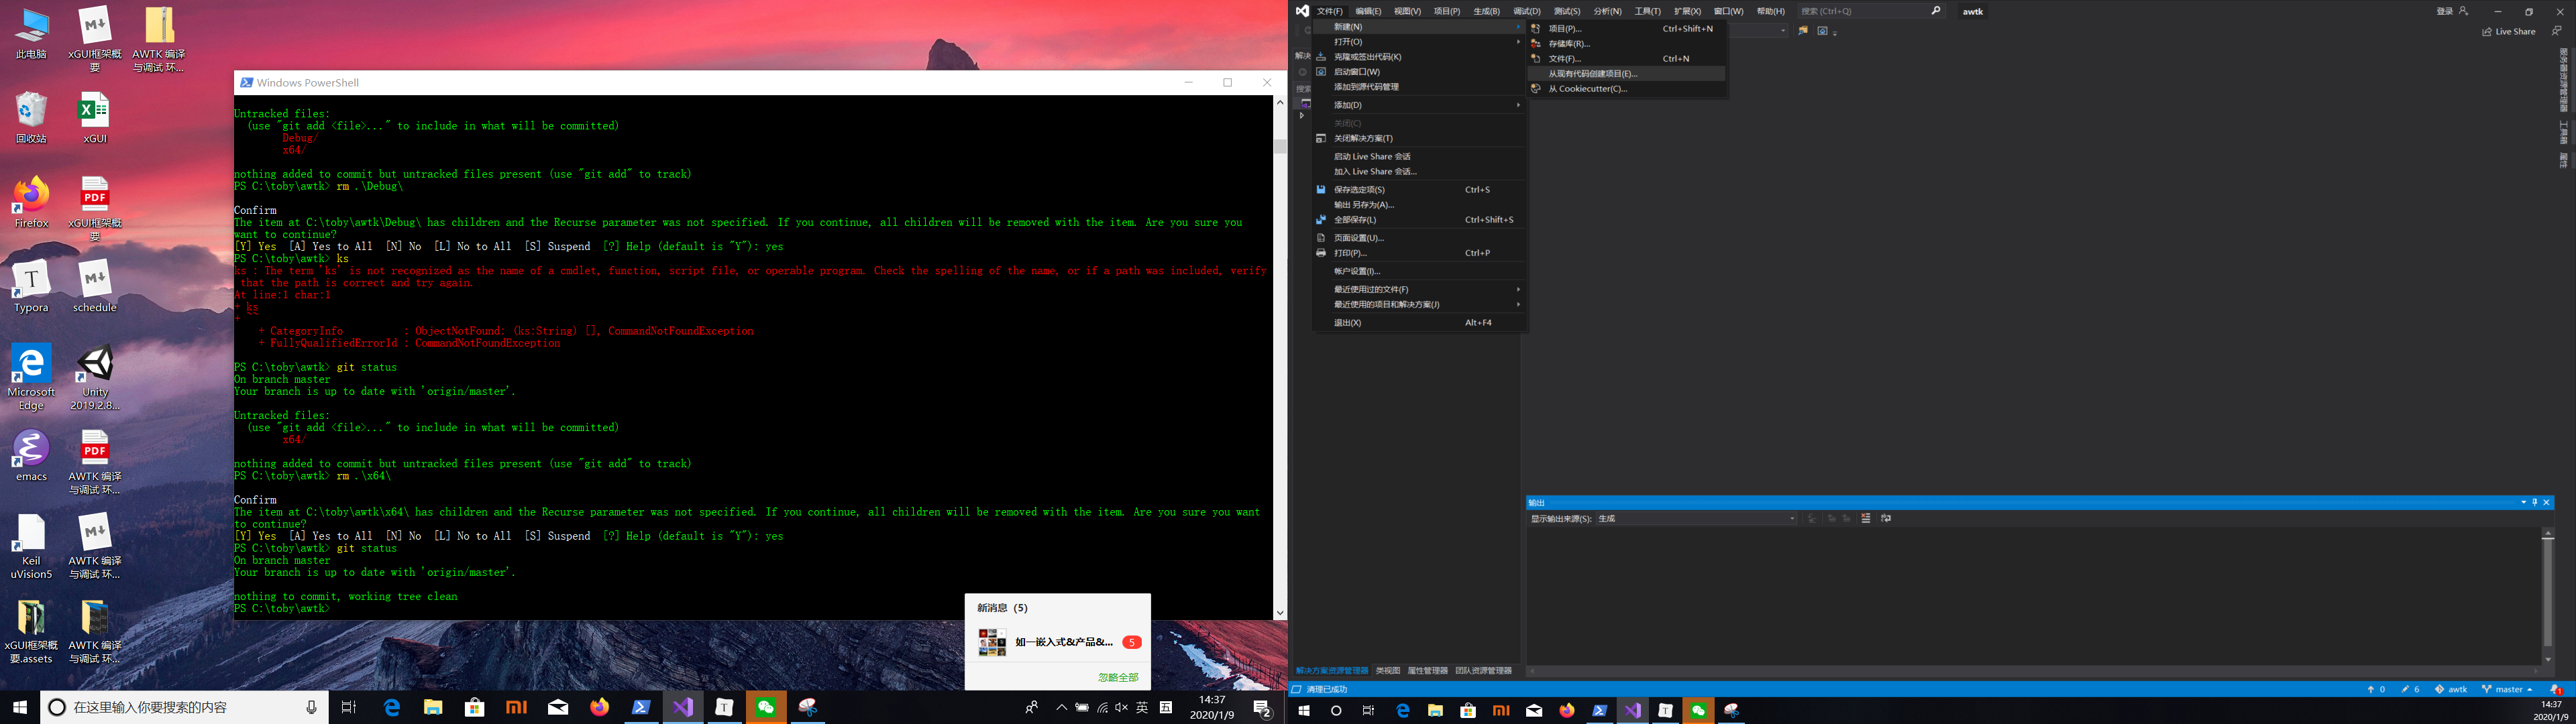 此电脑
xGUI框架概
要
AWTK 编译
与调试 环...
回收站
xGUI
Firefox
xGUI框架概
要
Typora
schedule
Microsoft
Edge
Unity
2019.2.8...
emacs
AWTK 编译
与调试 环...
Keil
uVision5
AWTK 编译
与调试 环...
xGUI框架概
要.assets
AWTK 编译
与调试 环...
Windows PowerShell
Untracked files:
(use "git add <file>..." to include in what will be committed)
Debug/
x64/
nothing added to commit but untracked files present (use "git add" to track)
PS C:\toby\awtk> rm .\Debug\
Confirm
The item at C:\toby\awtk\Debug\ has children and the Recurse parameter was not specified. If you continue, all children will be removed with the item. Are you sure you
want to continue?
[Y] Yes  [A] Yes to All  [N] No  [L] No to All  [S] Suspend  [?] Help (default is "Y"): yes
PS C:\toby\awtk> ks
ks : The term 'ks' is not recognized as the name of a cmdlet, function, script file, or operable program. Check the spelling of the name, or if a path was included, verify
that the path is correct and try again.
At line:1 char:1
+ ks
+ ~~
+ CategoryInfo          : ObjectNotFound: (ks:String) [], CommandNotFoundException
+ FullyQualifiedErrorId : CommandNotFoundException
PS C:\toby\awtk> git status
On branch master
Your branch is up to date with 'origin/master'.
Untracked files:
(use "git add <file>..." to include in what will be committed)
x64/
nothing added to commit but untracked files present (use "git add" to track)
PS C:\toby\awtk> rm .\x64\
Confirm
The item at C:\toby\awtk\x64\ has children and the Recurse parameter was not specified. If you continue, all children will be removed with the item. Are you sure you want
to continue?
[Y] Yes  [A] Yes to All  [N] No  [L] No to All  [S] Suspend  [?] Help (default is "Y"): yes
PS C:\toby\awtk> git status
On branch master
Your branch is up to date with 'origin/master'.
nothing to commit, working tree clean
PS C:\toby\awtk>
新消息 (5)
如一嵌入式&产品&... 5
忽略全部
在这里输入你要搜索的内容
英
14:37
2020/1/9
2
文件(F) 编辑(E) 视图(V) 项目(P) 生成(B) 调试(D) 测试(S) 分析(N) 工具(T) 扩展(X) 窗口(W) 帮助(H) 搜索 (Ctrl+Q) awtk 登录
Live Share
解决
搜索
新建(N)
打开(O)
克隆或签出代码(K)
启动窗口(W)
添加到源代码管理
添加(D)
关闭(C)
关闭解决方案(T)
启动 Live Share 会话
加入 Live Share 会话...
保存选定项(S) Ctrl+S
输出 另存为(A)...
全部保存(L) Ctrl+Shift+S
页面设置(U)...
打印(P)... Ctrl+P
帐户设置(I)...
最近使用过的文件(F)
最近使用的项目和解决方案(J)
退出(X) Alt+F4
项目(P)... Ctrl+Shift+N
存储库(R)...
文件(F)... Ctrl+N
从现有代码创建项目(E)...
从 Cookiecutter(C)...
服务器资源管理器
工具箱
属性
输出
显示输出来源(S): 生成
解决方案资源管理器 类视图 属性管理器 团队资源管理器
清理已成功
0 6 awtk master 1
14:37
2020/1/9